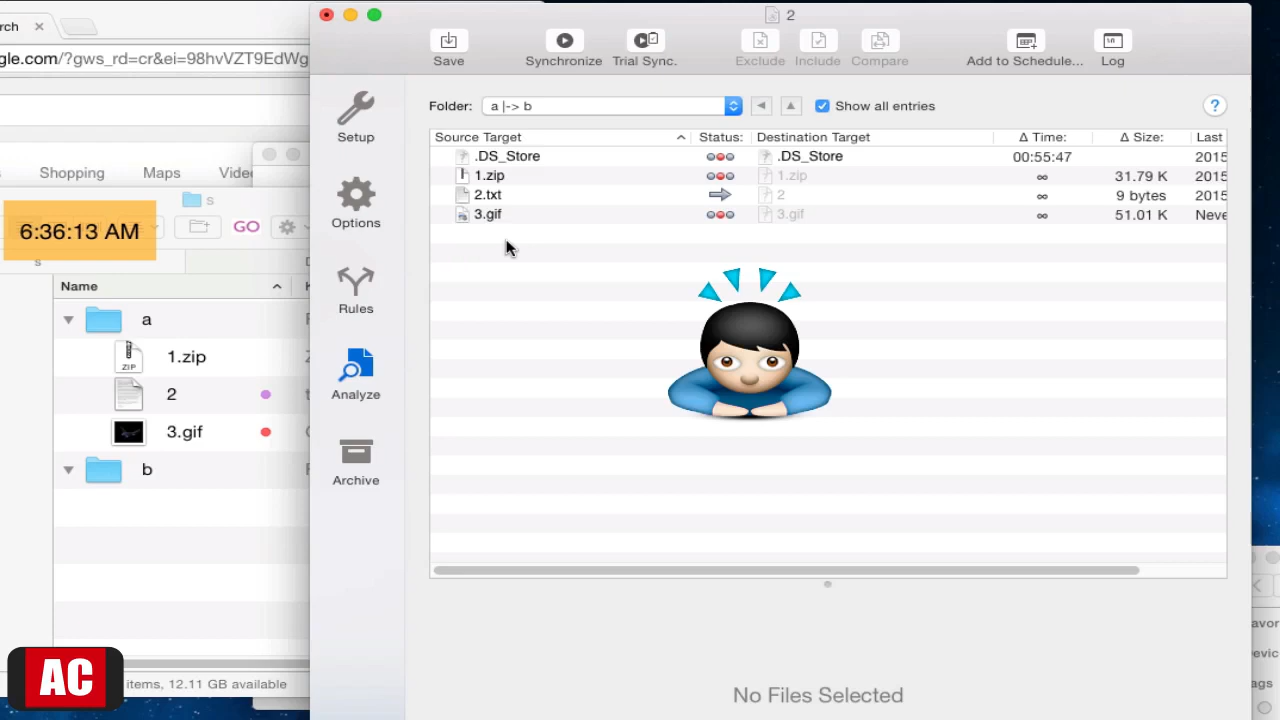 rch
2
gle.com/?gws_rd=cr&ei=98hvVZT9EdWg
Save
Synchronize
Trial Sync.
Exclude
Include
Compare
Add to Schedule...
Log
Folder:
a |-> b
Show all entries
?
Source Target
Status:
Destination Target
Δ Time:
Δ Size:
Last
.DS_Store
.DS_Store
00:55:47
2015
1.zip
1.zip
∞
31.79 K
2015
2.txt
2
∞
9 bytes
2015
3.gif
3.gif
∞
51.01 K
Neve
Setup
Options
Rules
Analyze
Archive
Shopping
Maps
Vide
s
6:36:13 AM
GO
s
Name
a
1.zip
ZIP
2
3.gif
b
AC
items, 12.11 GB available
No Files Selected
avor
evic
ags